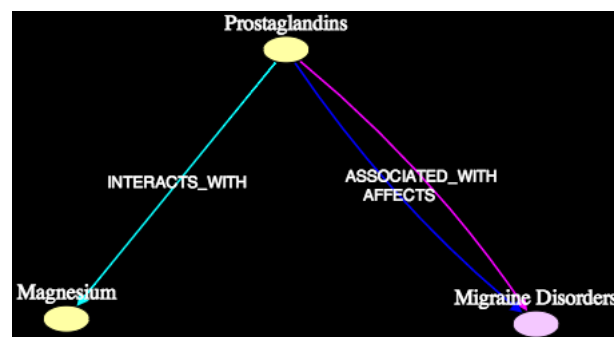 Prostaglandins
INTERACTS_WITH
ASSOCIATED_WITH
AFFECTS
Magnesium
Migraine Disorders